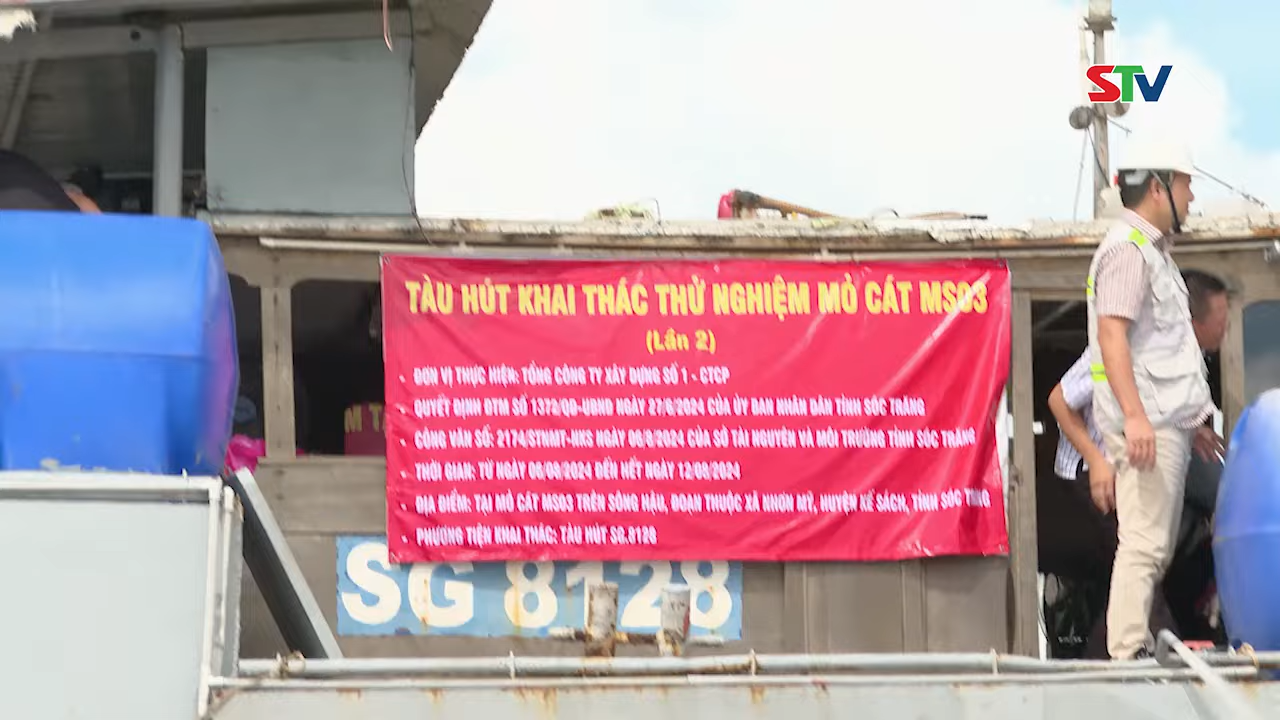 STV
TÀU HÚT KHAI THÁC THỬ NGHIỆM MỎ CÁT MS03
(Lần 2)
- ĐƠN VỊ THỰC HIỆN: TỔNG CÔNG TY XÂY DỰNG SỐ 1 - CTCP
- QUYẾT ĐỊNH ĐTM SỐ 1372/QĐ-UBND NGÀY 27/6/2024 CỦA ỦY BAN NHÂN DÂN TỈNH SÓC TRĂNG
- CÔNG VĂN SỐ: 2174/STNMT-NKS NGÀY 06/8/2024 CỦA SỞ TÀI NGUYÊN VÀ MÔI TRƯỜNG TỈNH SÓC TRĂNG
- THỜI GIAN: TỪ NGÀY 06/08/2024 ĐẾN HẾT NGÀY 12/08/2024
- ĐỊA ĐIỂM: TẠI MỎ CÁT MS03 TRÊN SÔNG HẬU, ĐOẠN THUỘC XÃ NHƠN MỸ, HUYỆN KẾ SÁCH, TỈNH SÓC TRĂNG
- PHƯƠNG TIỆN KHAI THÁC: TÀU HÚT SG.8128
SG 8128